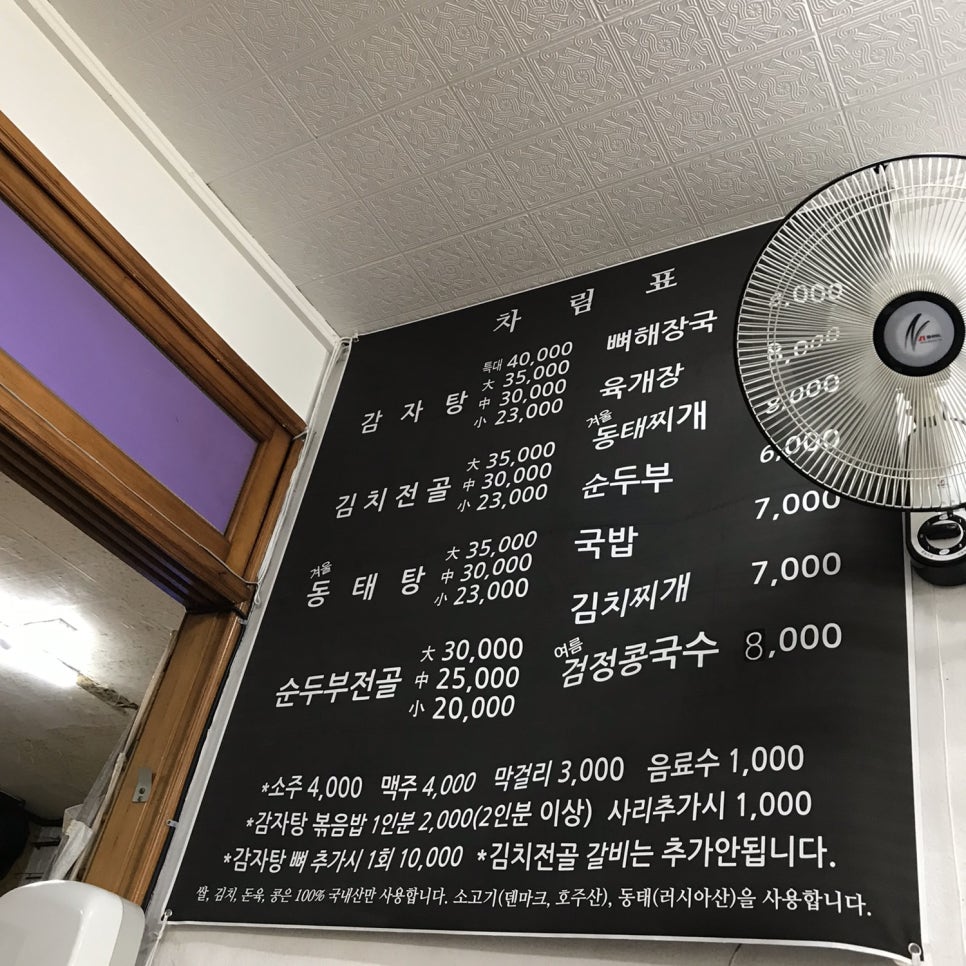 차 림 표
감 자 탕
특대 40,000
大 35,000
中 30,000
小 23,000
김치전골
大 35,000
中 30,000
小 23,000
겨울
동 태 탕
大 35,000
中 30,000
小 23,000
순두부전골
大 30,000
中 25,000
小 20,000
뼈해장국
육개장 8,000
겨울
동태찌개 8,000
순두부 6,000
국밥 7,000
김치찌개 7,000
여름
검정콩국수 8,000
*소주 4,000 맥주 4,000 막걸리 3,000 음료수 1,000
*감자탕 볶음밥 1인분 2,000(2인분 이상) 사리추가시 1,000
*감자탕 뼈 추가시 1회 10,000 *김치전골 갈비는 추가안됩니다.
쌀, 김치, 돈육, 콩은 100% 국내산만 사용합니다. 소고기(덴마크, 호주산), 동태(러시아산)을 사용합니다.